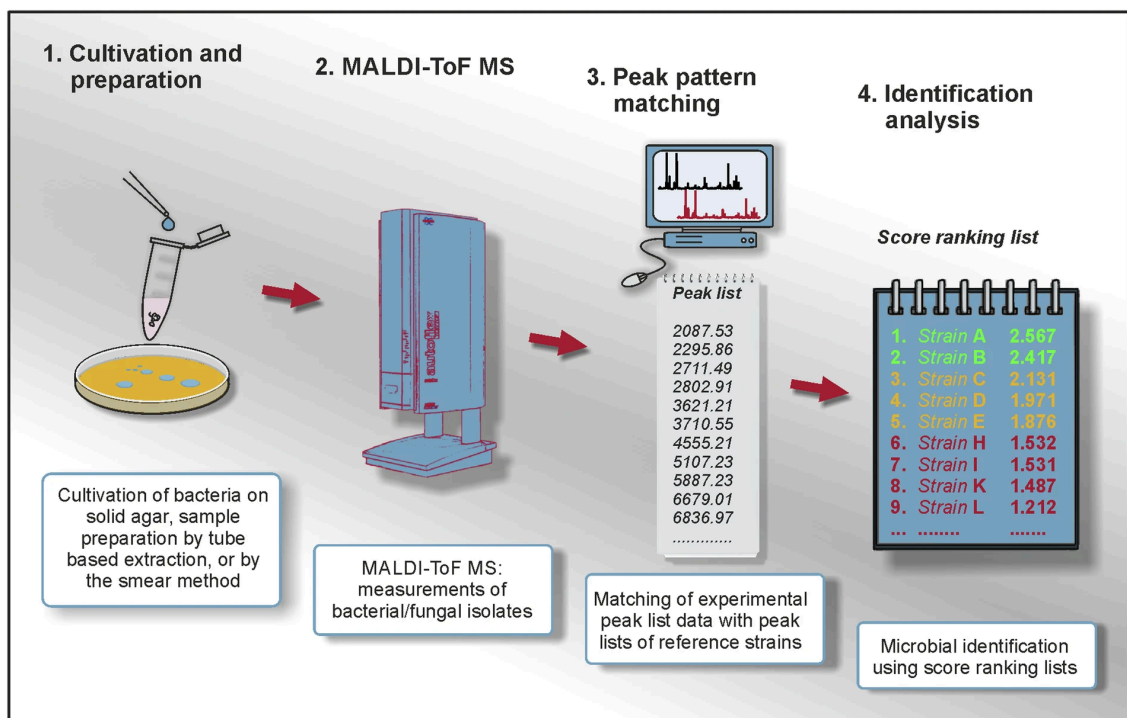 1. Cultivation and
preparation
2. MALDI-ToF MS
3. Peak pattern
matching
4. Identification
analysis
Score ranking list
Peak list
2087.53
2295.86
2711.49
2802.91
3621.21
3710.55
4555.21
5107.23
5887.23
6679.01
6836.97
.............
1. Strain A 2.567
2. Strain B 2.417
3. Strain C 2.131
4. Strain D 1.971
5. Strain E 1.876
6. Strain H 1.532
7. Strain I 1.531
8. Strain K 1.487
9. Strain L 1.212
... ........ .......
Cultivation of bacteria on
solid agar, sample
preparation by tube
based extraction, or by
the smear method
MALDI-ToF MS:
measurements of
bacterial/fungal isolates
Matching of experimental
peak list data with peak
lists of reference strains
Microbial identification
using score ranking lists